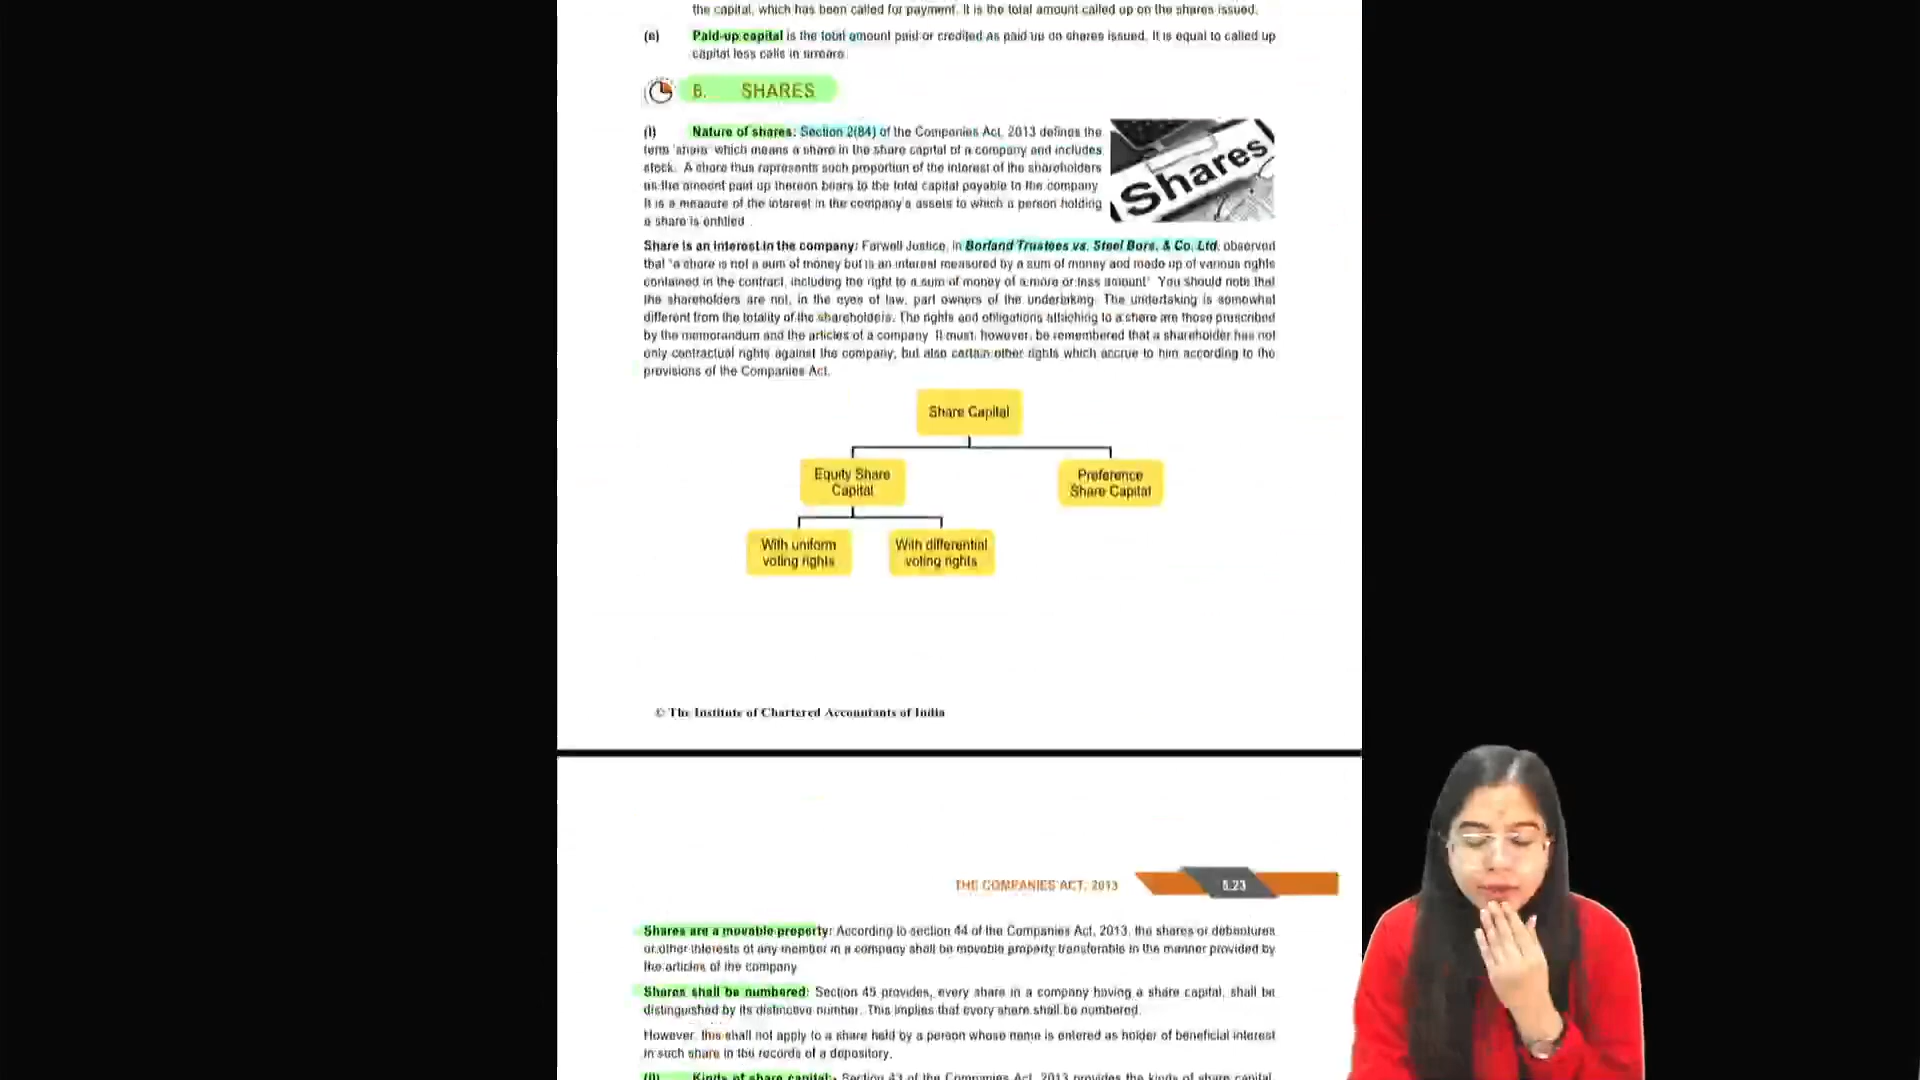 the capital, which has been called for payment. It is the total amount called up on the shares issued.
(e) Paid-up capital is the total amount paid or credited as paid up on shares issued. It is equal to called up
capital less calls in arrears
B. SHARES
(i) Nature of shares: Section 2(84) of the Companies Act, 2013 defines the
term 'share' which means a share in the share capital of a company and includes
stock. A share thus represents such proportion of the interest of the shareholders
as the amount paid up thereon bears to the total capital payable to the company
It is a measure of the interest in the company's assets to which a person holding
a share is entitled
Shares
Share is an interest in the company: Farwell Justice, in Borland Trustees vs. Steel Bors. & Co. Ltd. observed
that "a share is not a sum of money but is an interest measured by a sum of money and made up of various rights
contained in the contract, including the right to a sum of money of a more or less amount" You should note that
the shareholders are not, in the eyes of law, part owners of the undertaking. The undertaking is somewhat
different from the totality of the shareholders. The rights and obligations attaching to a share are those prescribed
by the memorandum and the articles of a company It must, however, be remembered that a shareholder has not
only contractual rights against the company, but also certain other rights which accrue to him according to the
provisions of the Companies Act.
Share Capital
Equity Share
Capital
Preference
Share Capital
With uniform
voting rights
With differential
voting rights
© The Institute of Chartered Accountants of India
THE COMPANIES ACT, 2013
5.23
Shares are a movable property: According to section 44 of the Companies Act, 2013, the shares or debentures
or other interests of any member in a company shall be movable property transferable in the manner provided by
the articles of the company
Shares shall be numbered: Section 45 provides, every share in a company having a share capital, shall be
distinguished by its distinctive number. This implies that every share shall be numbered.
However, this shall not apply to a share held by a person whose name is entered as holder of beneficial interest
in such share in the records of a depository.
(ii) Kinds of share capital:- Section 43 of the Companies Act, 2013 provides the kinds of share capital.